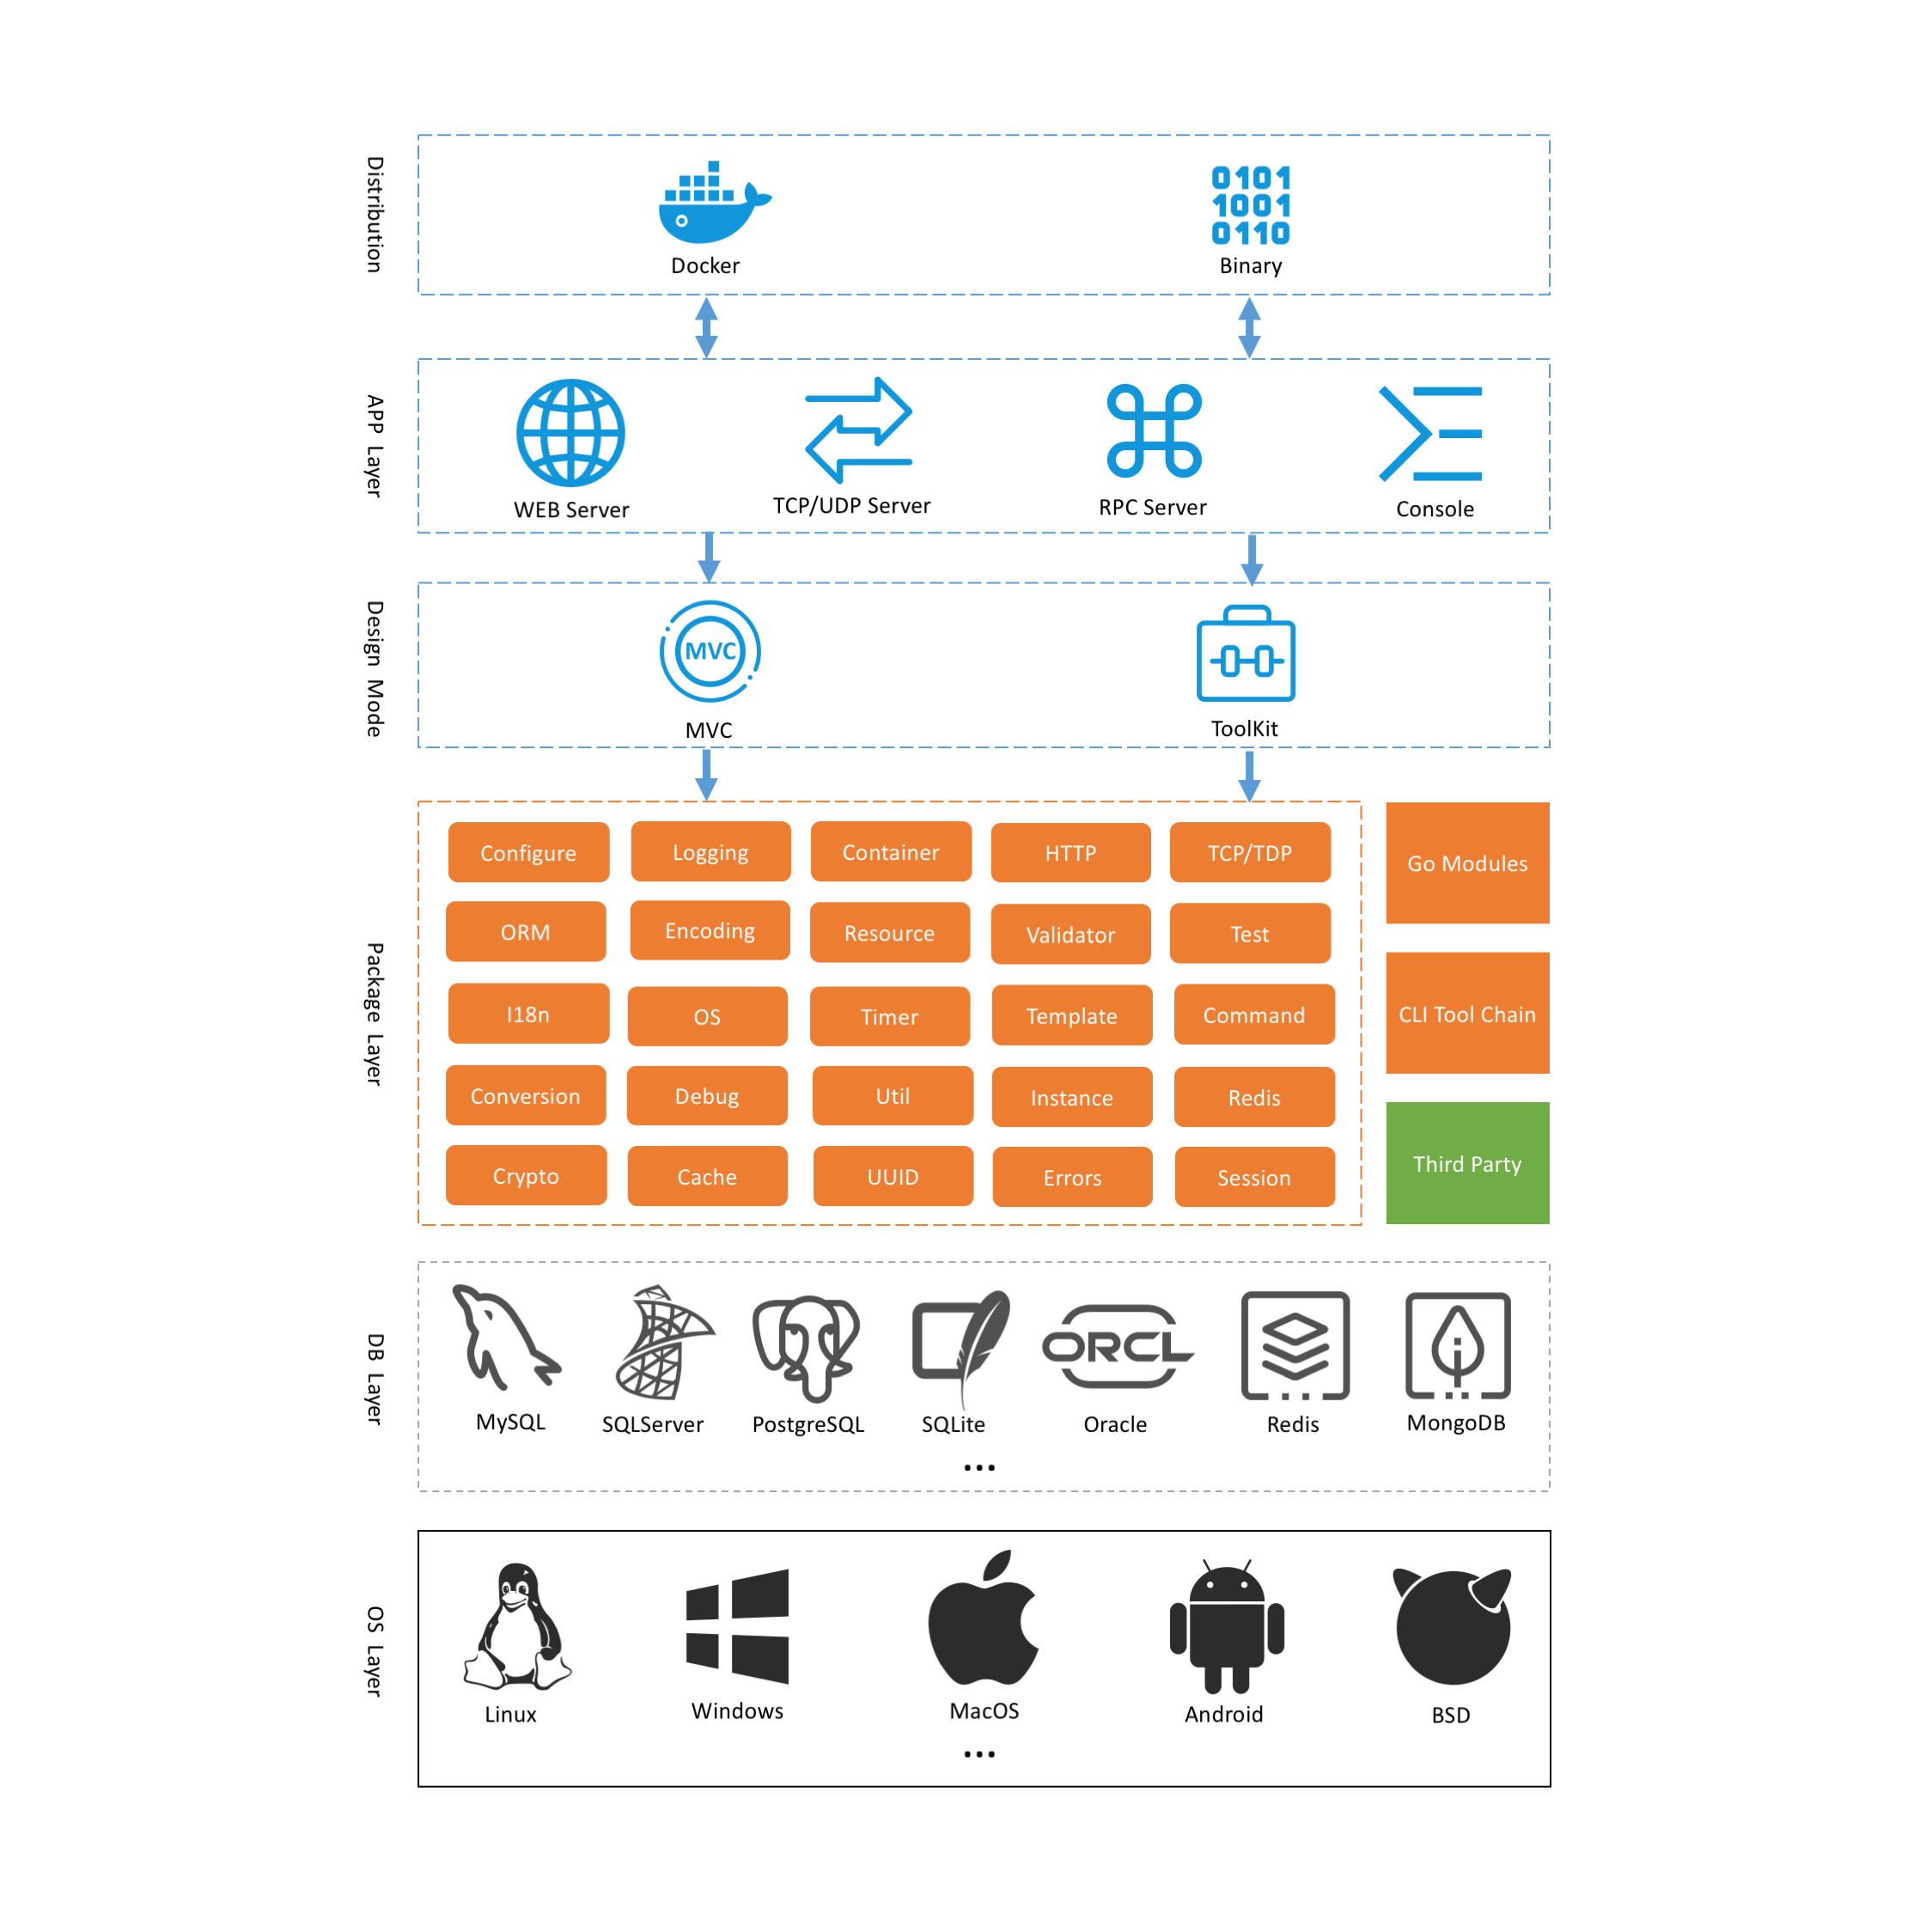 Distribution
0101
1001
0110
Docker
Binary
APP Layer
WEB Server
TCP/UDP Server
RPC Server
Console
Design Mode
MVC
MVC
ToolKit
Package Layer
Configure
Logging
Container
HTTP
TCP/TDP
Go Modules
ORM
Encoding
Resource
Validator
Test
I18n
OS
Timer
Template
Command
CLI Tool Chain
Conversion
Debug
Util
Instance
Redis
Crypto
Cache
UUID
Errors
Session
Third Party
DB Layer
ORCL
MySQL
SQLServer
PostgreSQL
SQLite
Oracle
Redis
MongoDB
...
OS Layer
Linux
Windows
MacOS
Android
BSD
...